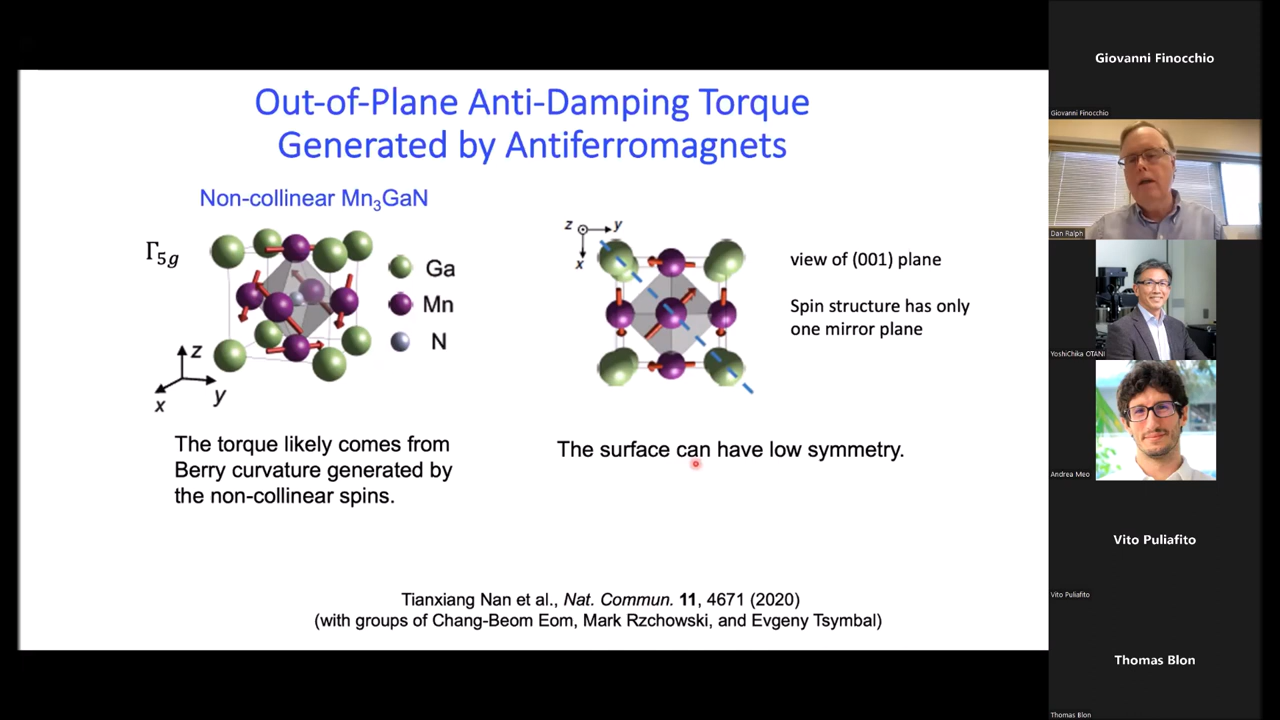 Out-of-Plane Anti-Damping Torque
Generated by Antiferromagnets
Non-collinear Mn₃GaN
Γ₅g
Ga
Mn
N
z
y
x
z
y
x
view of (001) plane
Spin structure has only
one mirror plane
The torque likely comes from
Berry curvature generated by
the non-collinear spins.
The surface can have low symmetry.
Tianxiang Nan et al., Nat. Commun. 11, 4671 (2020)
(with groups of Chang-Beom Eom, Mark Rzchowski, and Evgeny Tsymbal)
Giovanni Finocchio
Giovanni Finocchio
Dan Ralph
YoshiChika OTANI
Andrea Meo
Vito Puliafito
Vito Puliafito
Thomas Blon
Thomas Blon